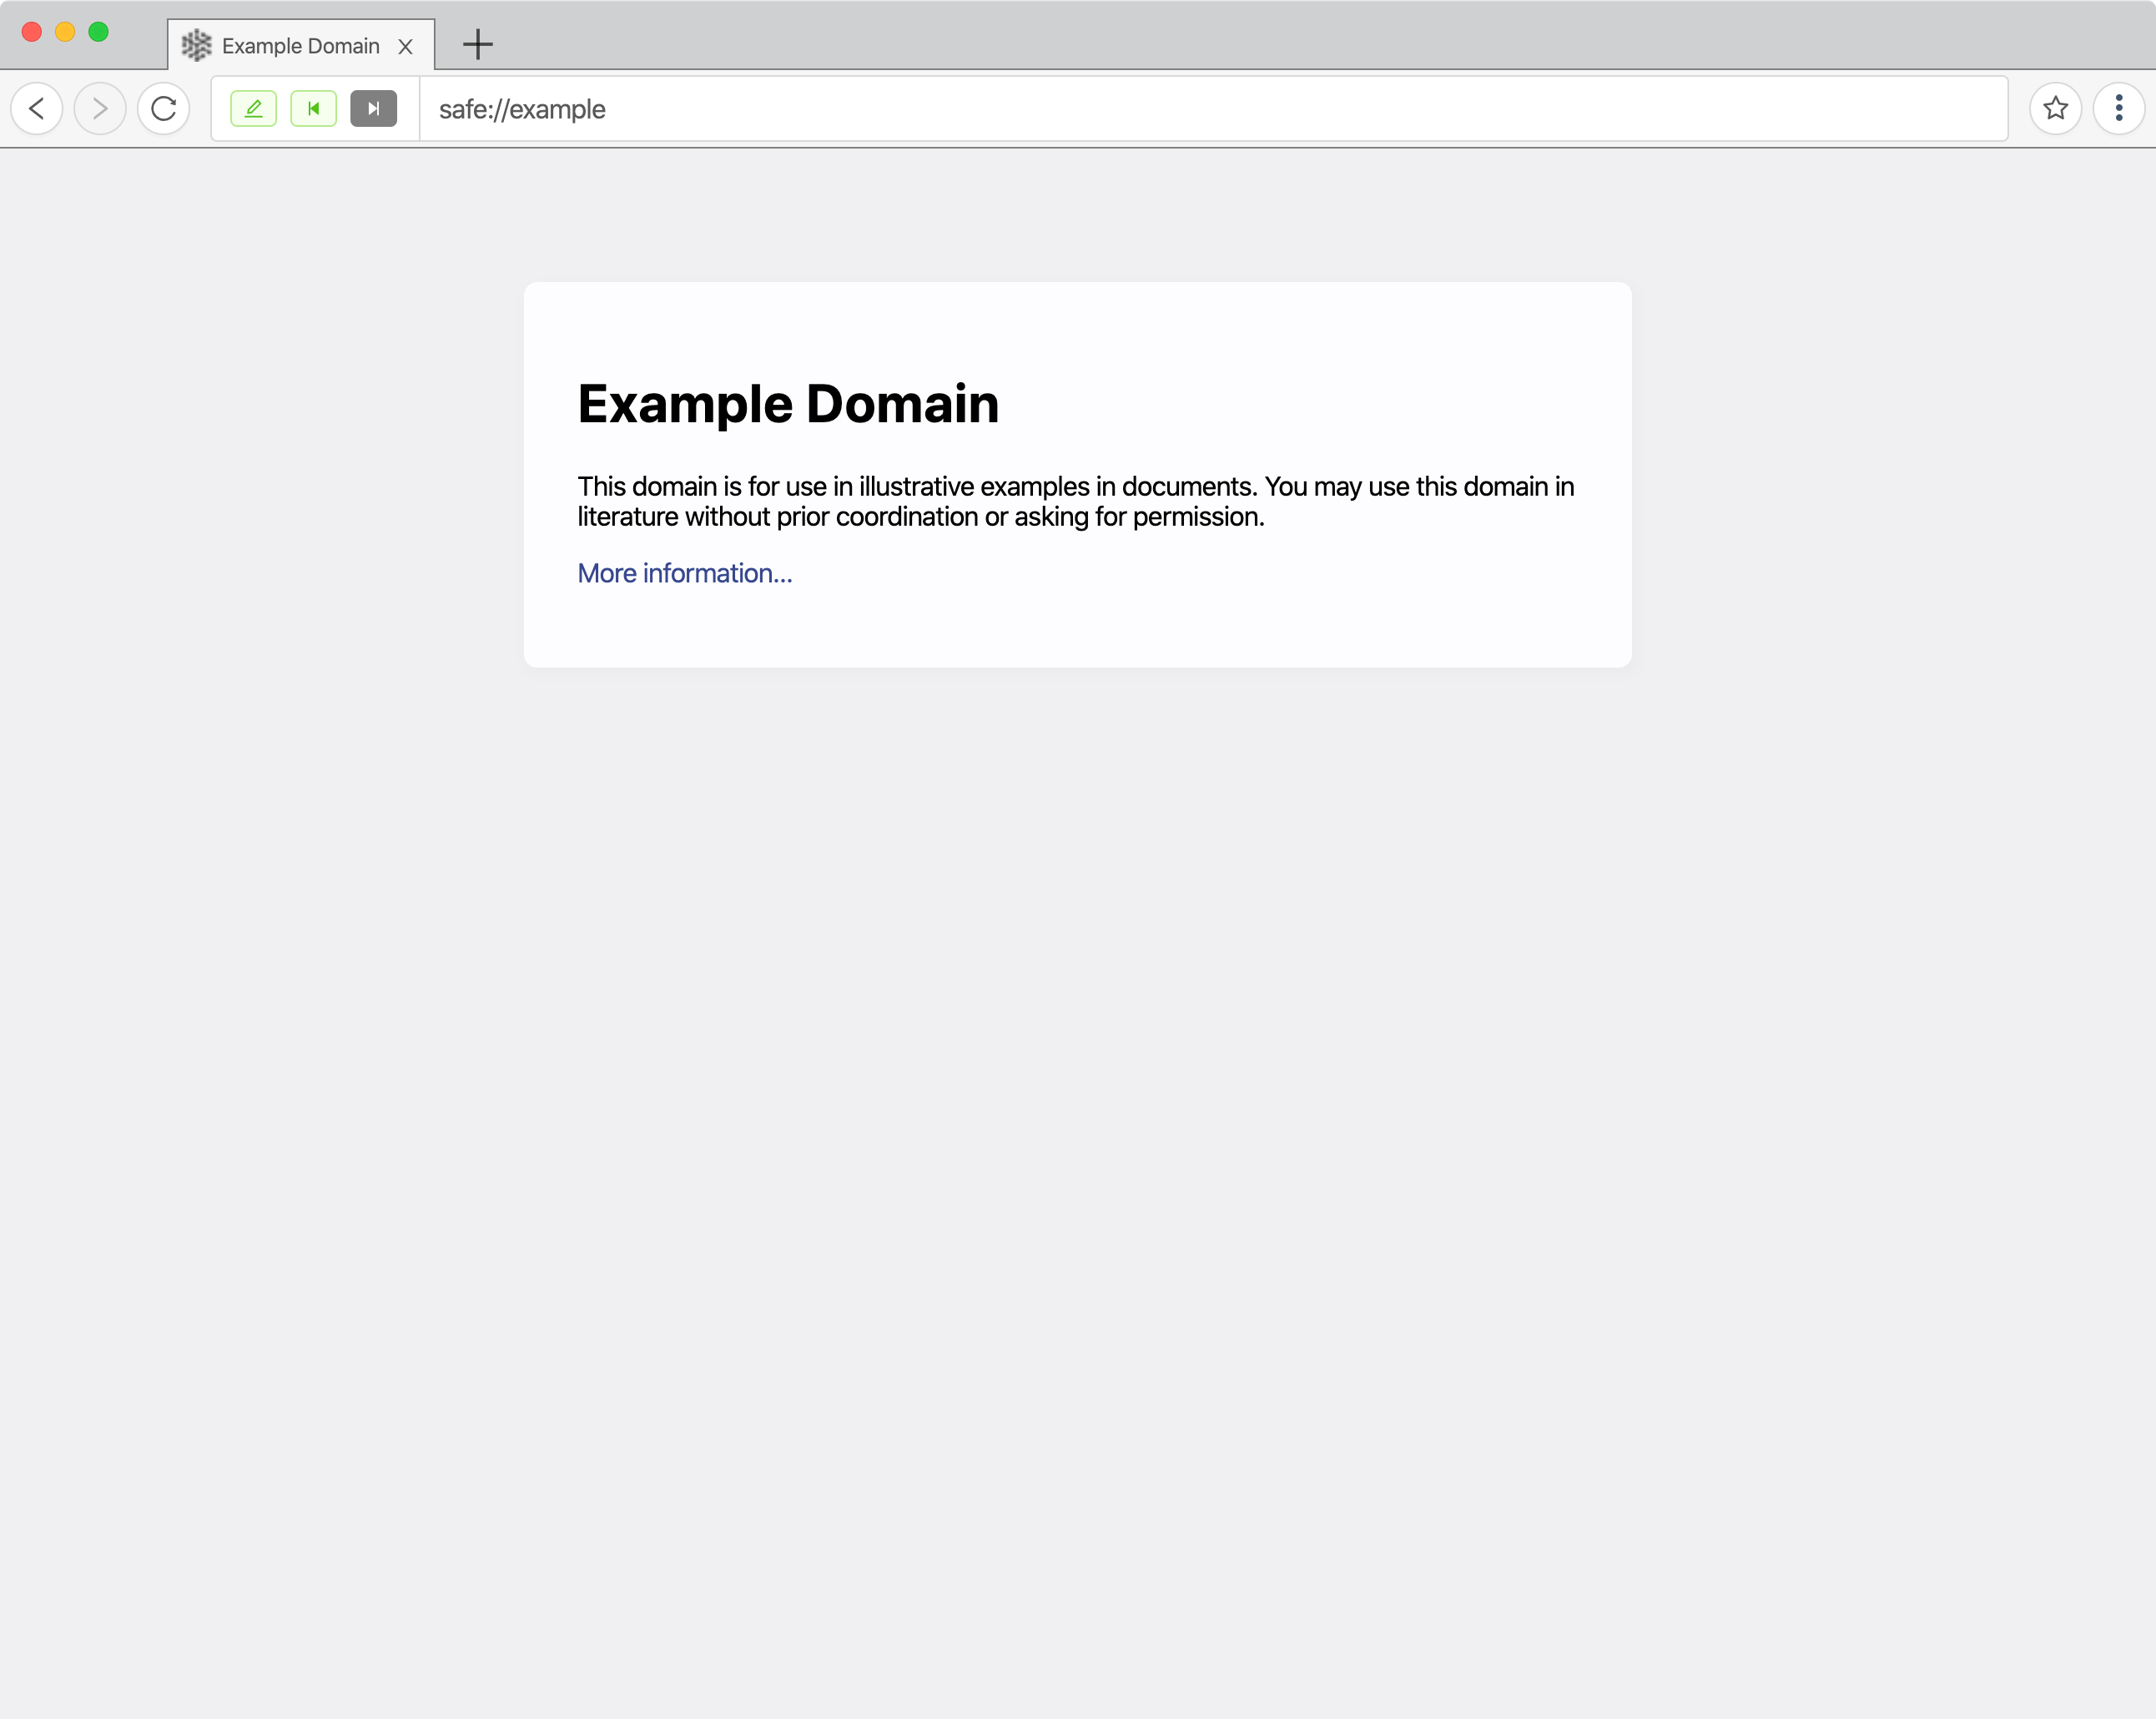 Example Domain
safe://example
Example Domain
This domain is for use in illustrative examples in documents. You may use this domain in
literature without prior coordination or asking for permission.
More information...